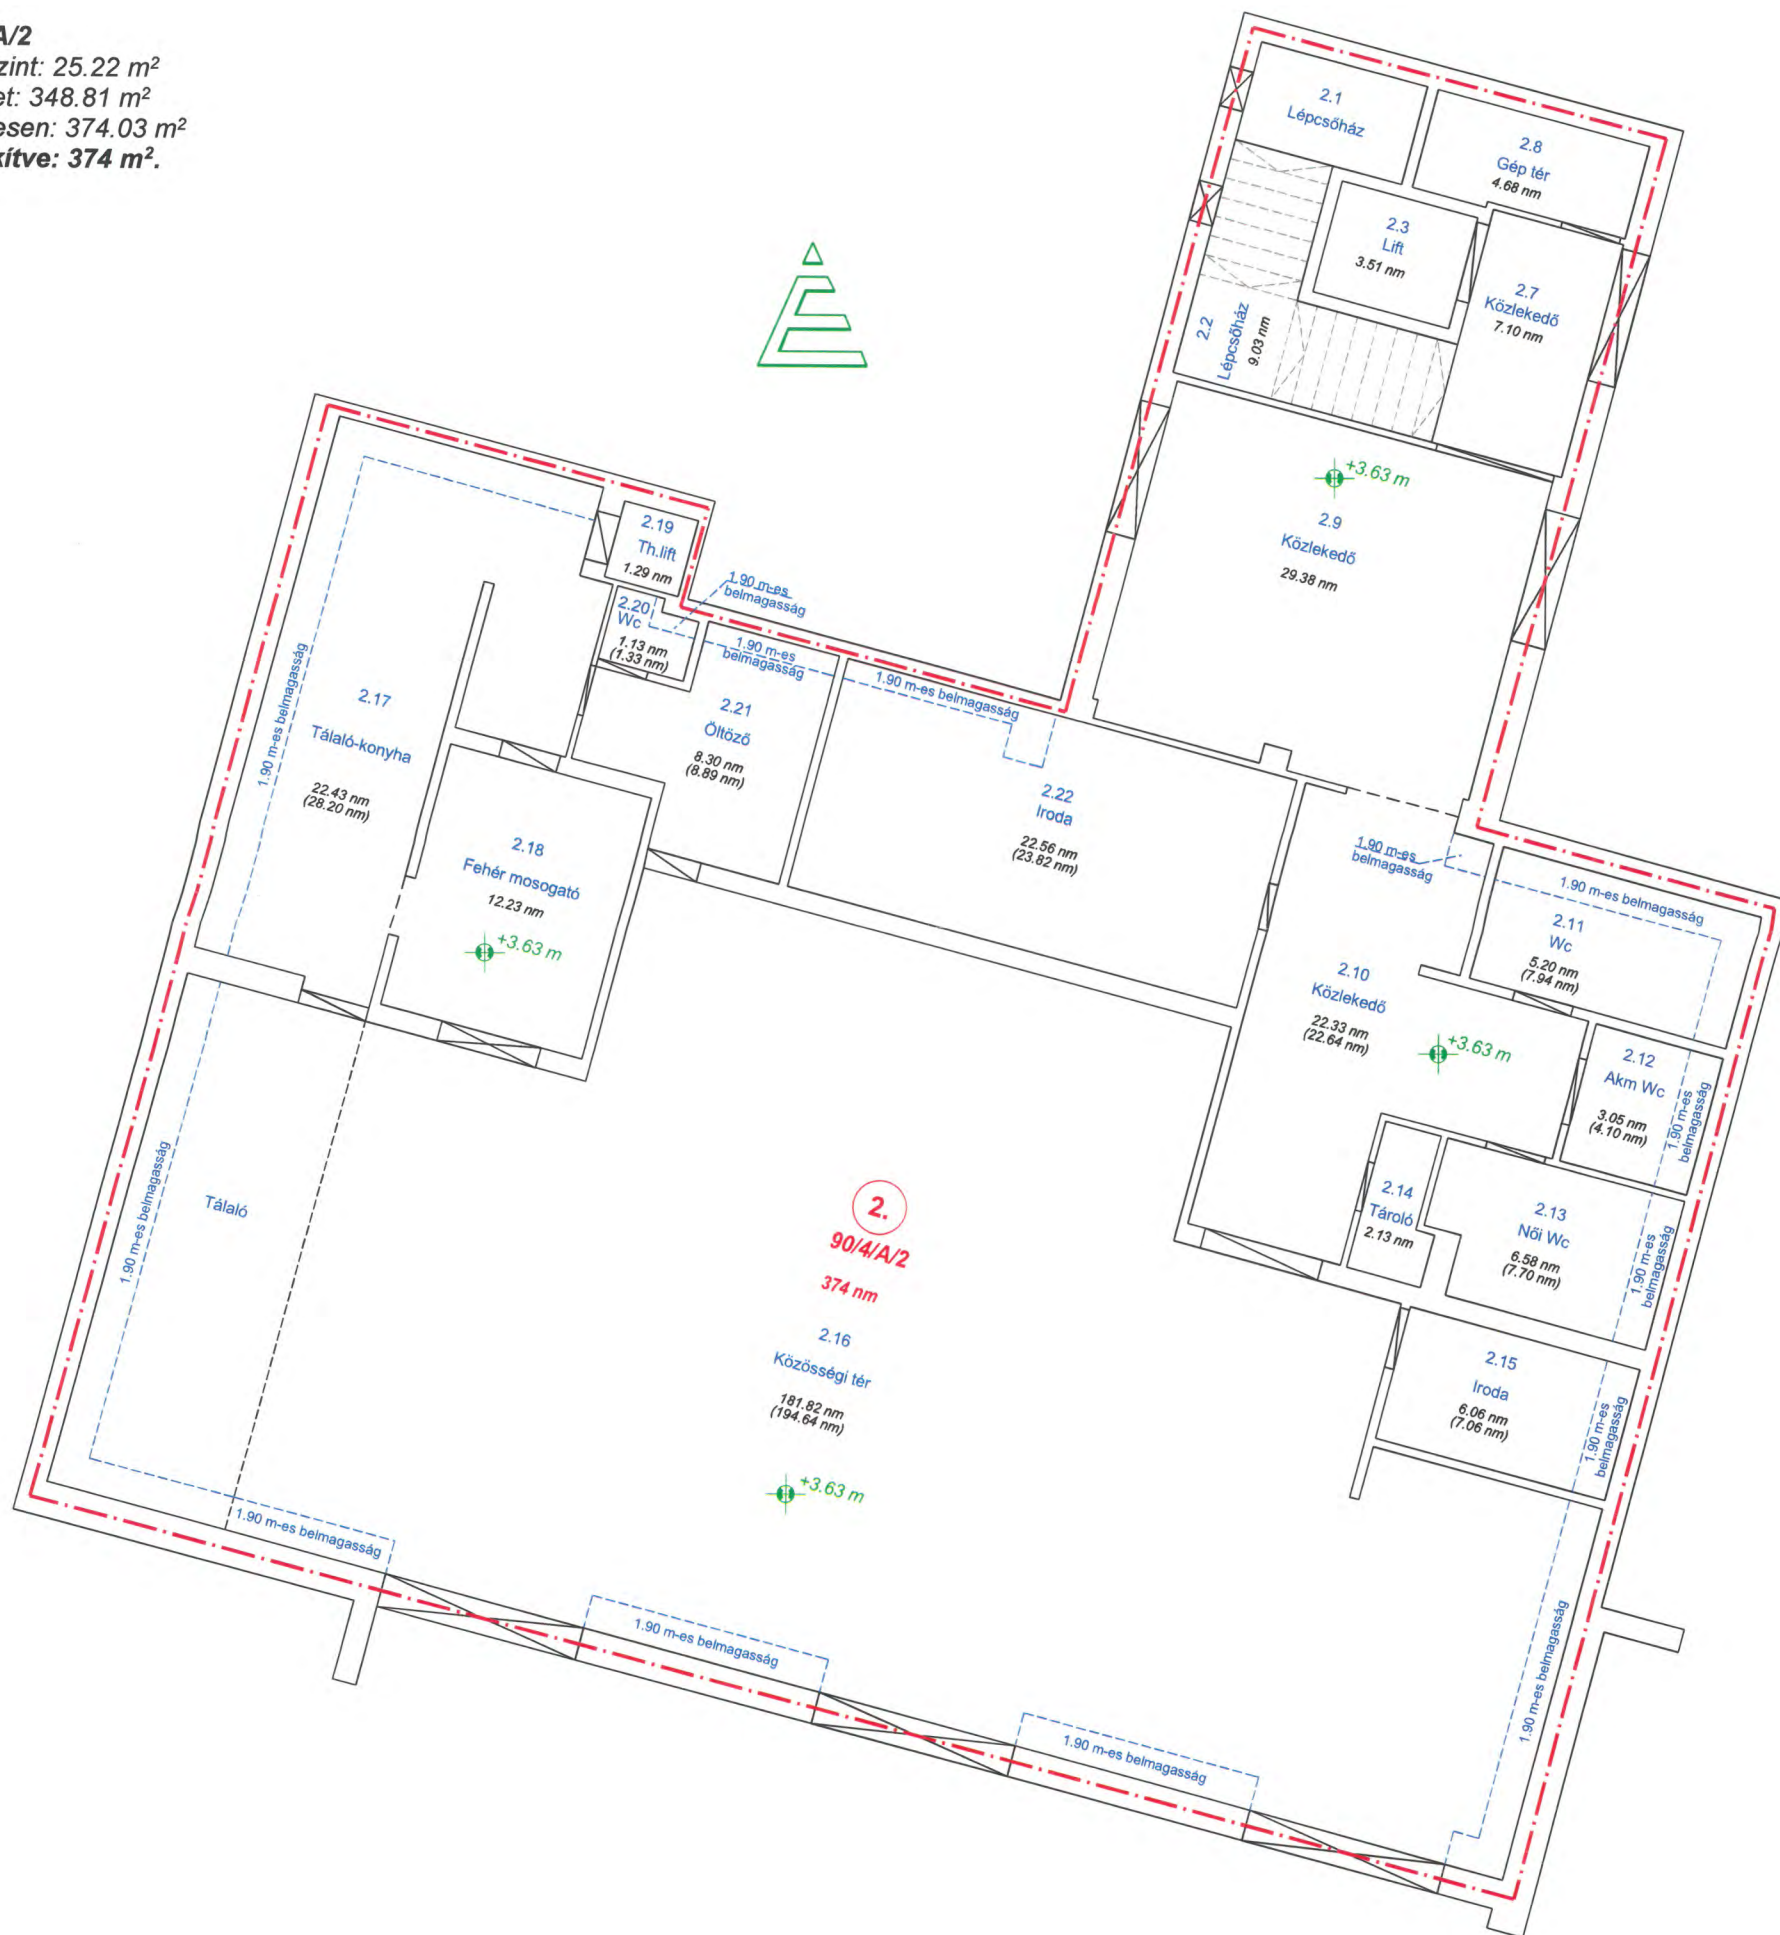 A/2
zint: 25.22 m²
et: 348.81 m²
esen: 374.03 m²
kítve: 374 m².
2.1
Lépcsőház
2.8
Gép tér
4.68 nm
2.3
Lift
3.51 nm
2.7
Közlekedő
7.10 nm
2.2
Lépcsőház
9.03 nm
+3.63 m
2.9
Közlekedő
29.38 nm
2.19
Th.lift
1.29 nm
2.20
Wc
1.13 nm
(1.33 nm)
1.90 m-es
belmagasság
1.90 m-es
belmagasság
1.90 m-es belmagasság
1.90 m-es belmagasság
2.17
Tálaló-konyha
22.43 nm
(28.20 nm)
2.21
Öltöző
8.30 nm
(8.89 nm)
2.22
Iroda
22.56 nm
(23.82 nm)
2.18
Fehér mosogató
12.23 nm
+3.63 m
1.90 m-es
belmagasság
1.90 m-es belmagasság
2.11
Wc
5.20 nm
(7.94 nm)
2.10
Közlekedő
22.33 nm
(22.64 nm)
+3.63 m
2.12
Akm Wc
3.05 nm
(4.10 nm)
1.90 m-es
belmagasság
2.14
Tároló
2.13 nm
2.13
Női Wc
6.58 nm
(7.70 nm)
1.90 m-es
belmagasság
1.90 m-es belmagasság
Tálaló
2.
90/4/A/2
374 nm
2.16
Közösségi tér
181.82 nm
(194.64 nm)
+3.63 m
2.15
Iroda
6.06 nm
(7.06 nm)
1.90 m-es
belmagasság
1.90 m-es belmagasság
1.90 m-es belmagasság
1.90 m-es belmagasság
1.90 m-es belmagasság